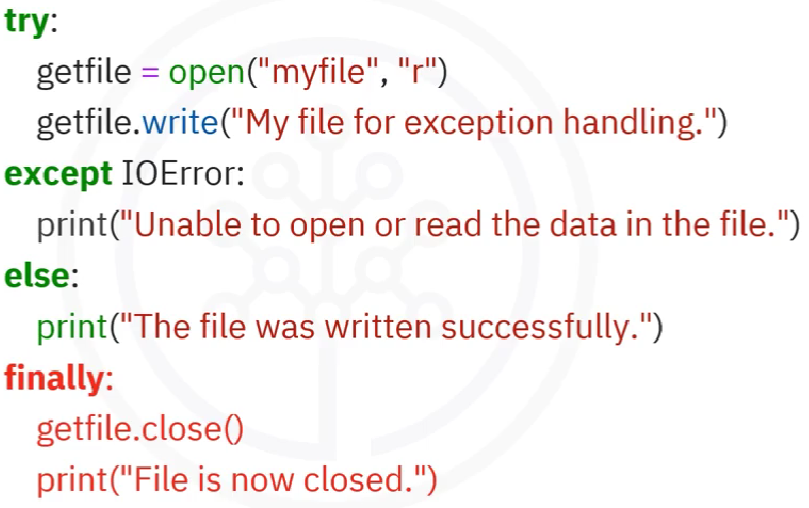 try:
    getfile = open("myfile", "r")
    getfile.write("My file for exception handling.")
except IOError:
    print("Unable to open or read the data in the file.")
else:
    print("The file was written successfully.")
finally:
    getfile.close()
    print("File is now closed.")